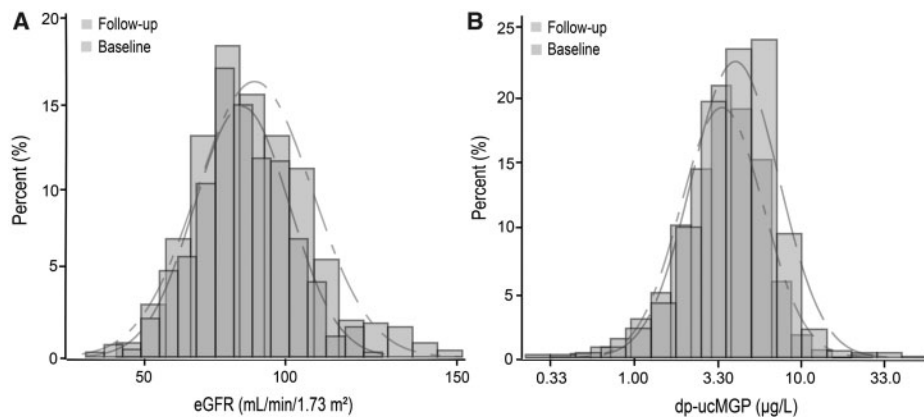 A
20
15
10
5
0
Percent (%)
Follow-up
Baseline
50
100
150
eGFR (mL/min/1.73 m²)
B
25
20
15
10
5
0
Percent (%)
Follow-up
Baseline
0.33
1.00
3.30
10.0
33.0
dp-ucMGP (µg/L)